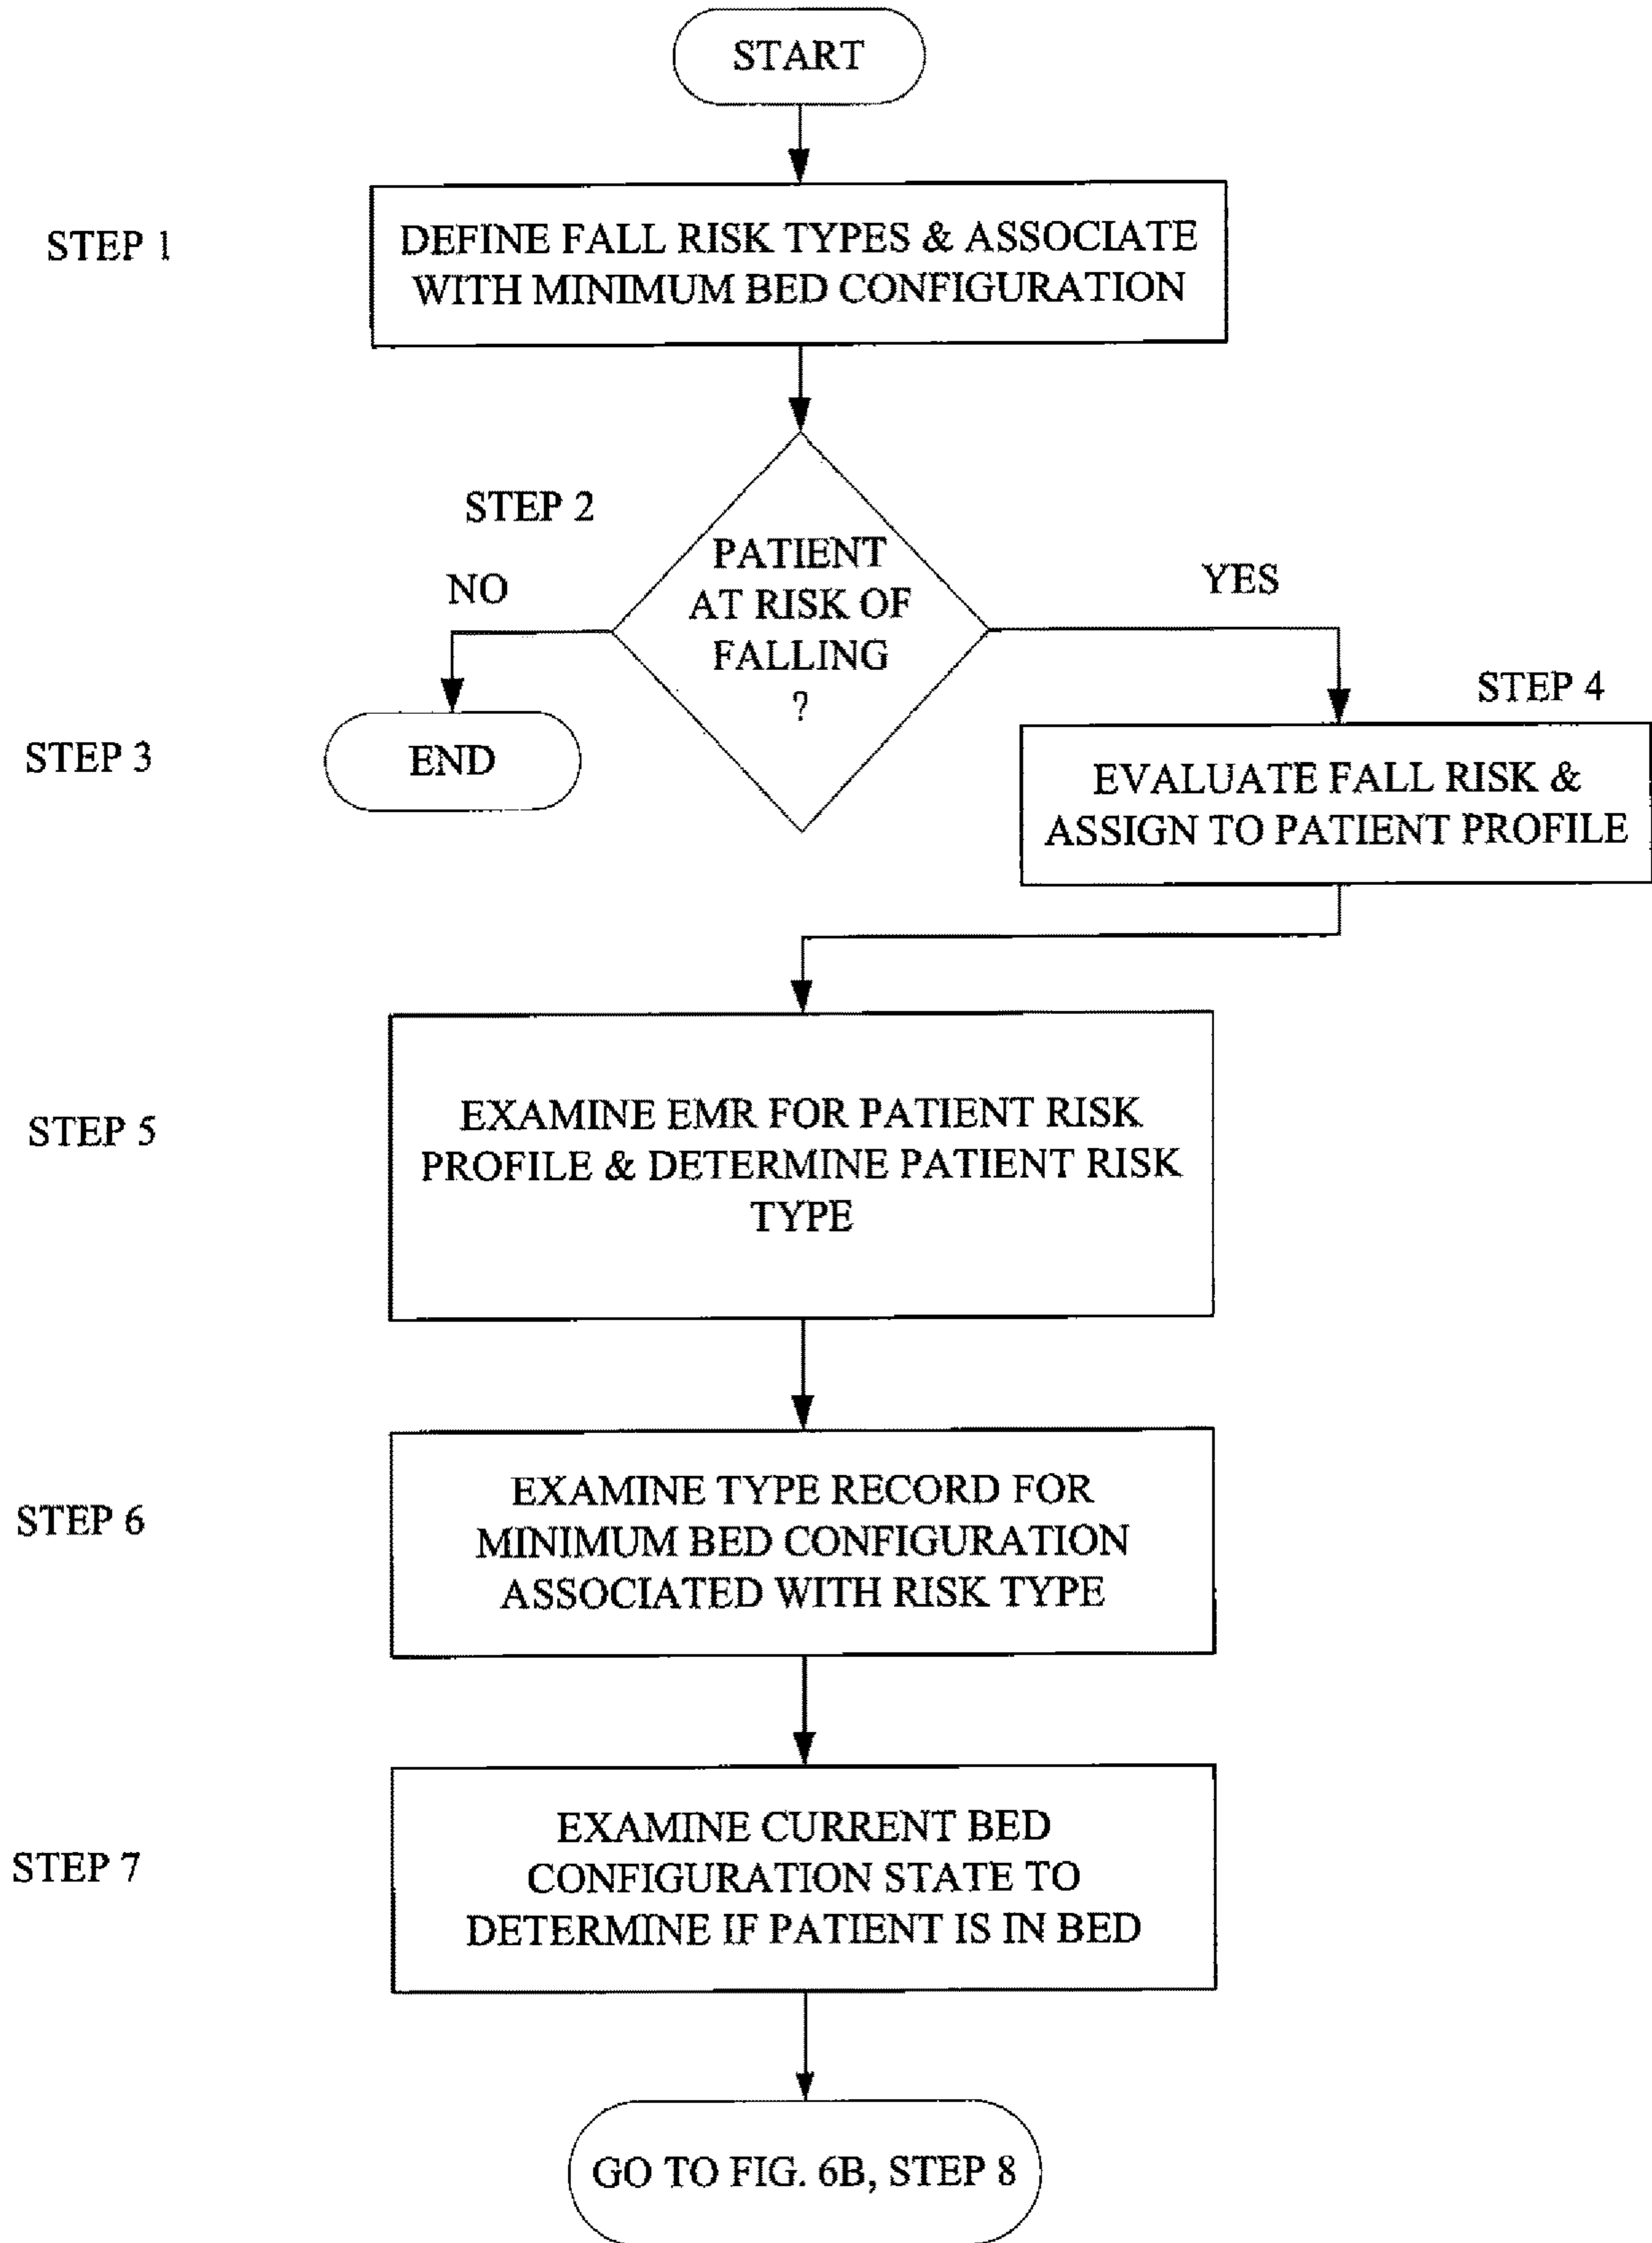 START
STEP 1
DEFINE FALL RISK TYPES & ASSOCIATE
WITH MINIMUM BED CONFIGURATION
STEP 2
PATIENT
AT RISK OF
FALLING
?
NO
YES
STEP 3
END
STEP 4
EVALUATE FALL RISK &
ASSIGN TO PATIENT PROFILE
STEP 5
EXAMINE EMR FOR PATIENT RISK
PROFILE & DETERMINE PATIENT RISK
TYPE
STEP 6
EXAMINE TYPE RECORD FOR
MINIMUM BED CONFIGURATION
ASSOCIATED WITH RISK TYPE
STEP 7
EXAMINE CURRENT BED
CONFIGURATION STATE TO
DETERMINE IF PATIENT IS IN BED
GO TO FIG. 6B, STEP 8